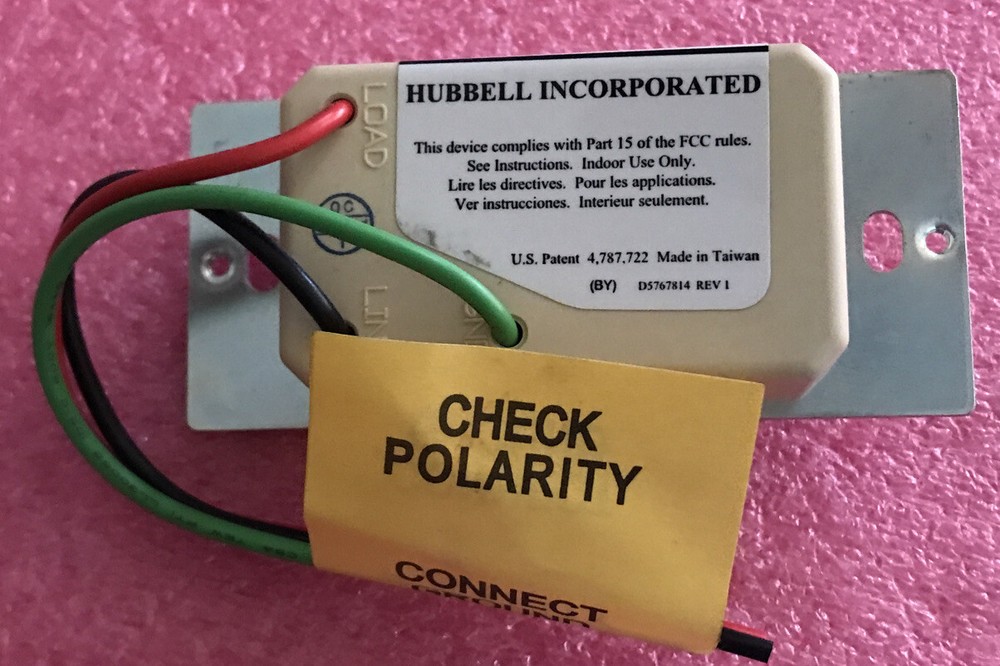 HUBBELL INCORPORATED
This device complies with Part 15 of the FCC rules.
See Instructions. Indoor Use Only.
Lire les directives. Pour les applications.
Ver instrucciones. Interieur seulement.
U.S. Patent 4,787,722 Made in Taiwan
(BY) D5767814 REV 1
LOAD
CHECK
POLARITY
CONNECT
GROUND